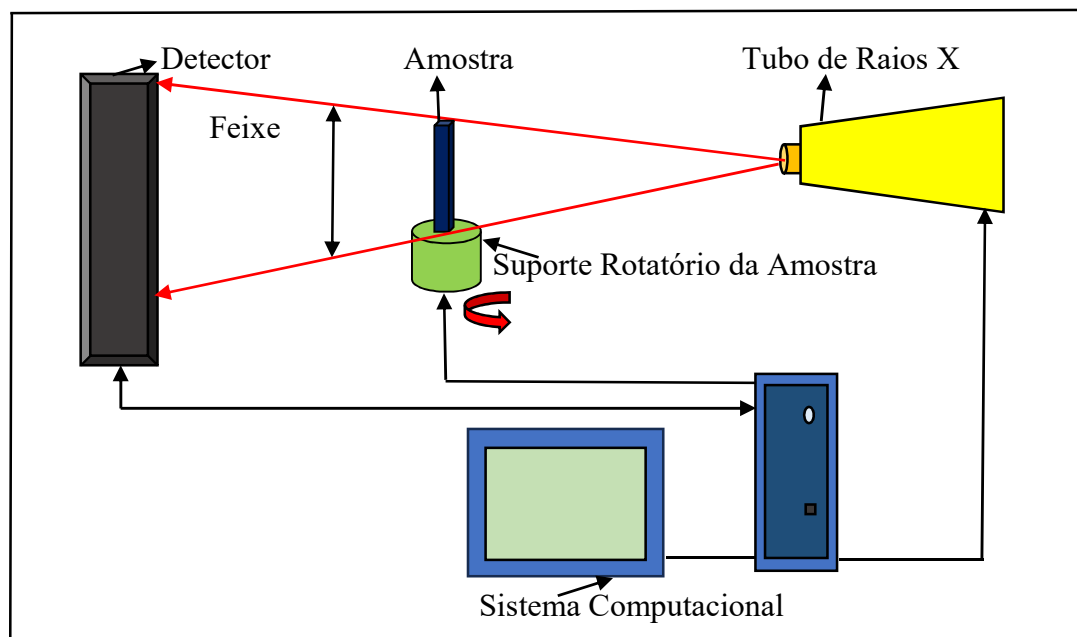 Detector
Amostra
Tubo de Raios X
Feixe
Suporte Rotatório da Amostra
Sistema Computacional